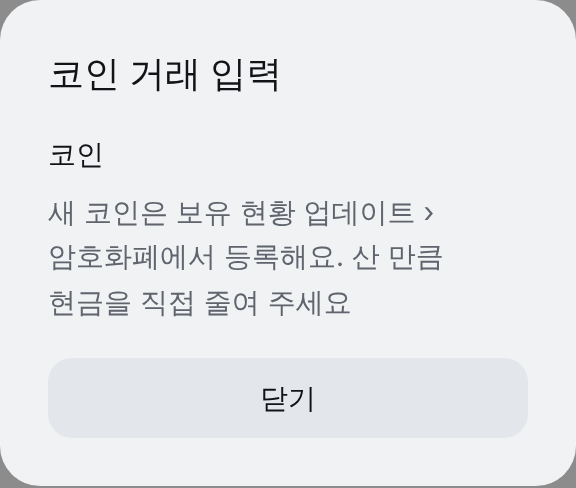 코인 거래 입력
코인
새 코인은 보유 현황 업데이트 ›
암호화폐에서 등록해요. 산 만큼
현금을 직접 줄여 주세요
닫기